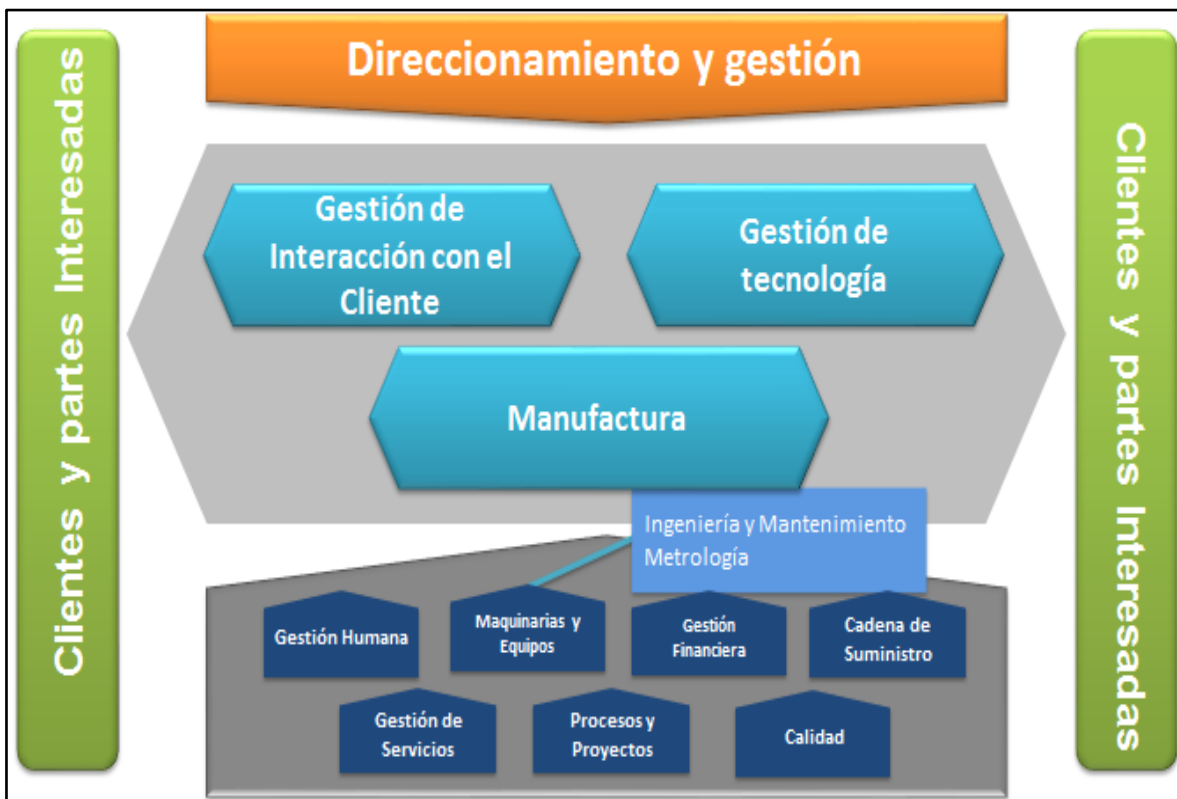 Clientes y partes Interesadas
Direccionamiento y gestión
Gestión de
Interacción con el
Cliente
Gestión de
tecnología
Manufactura
Ingeniería y Mantenimiento
Metrología
Gestión Humana
Maquinarias y
Equipos
Gestión
Financiera
Cadena de
Suministro
Gestión de
Servicios
Procesos y
Proyectos
Calidad
Clientes y partes Interesadas